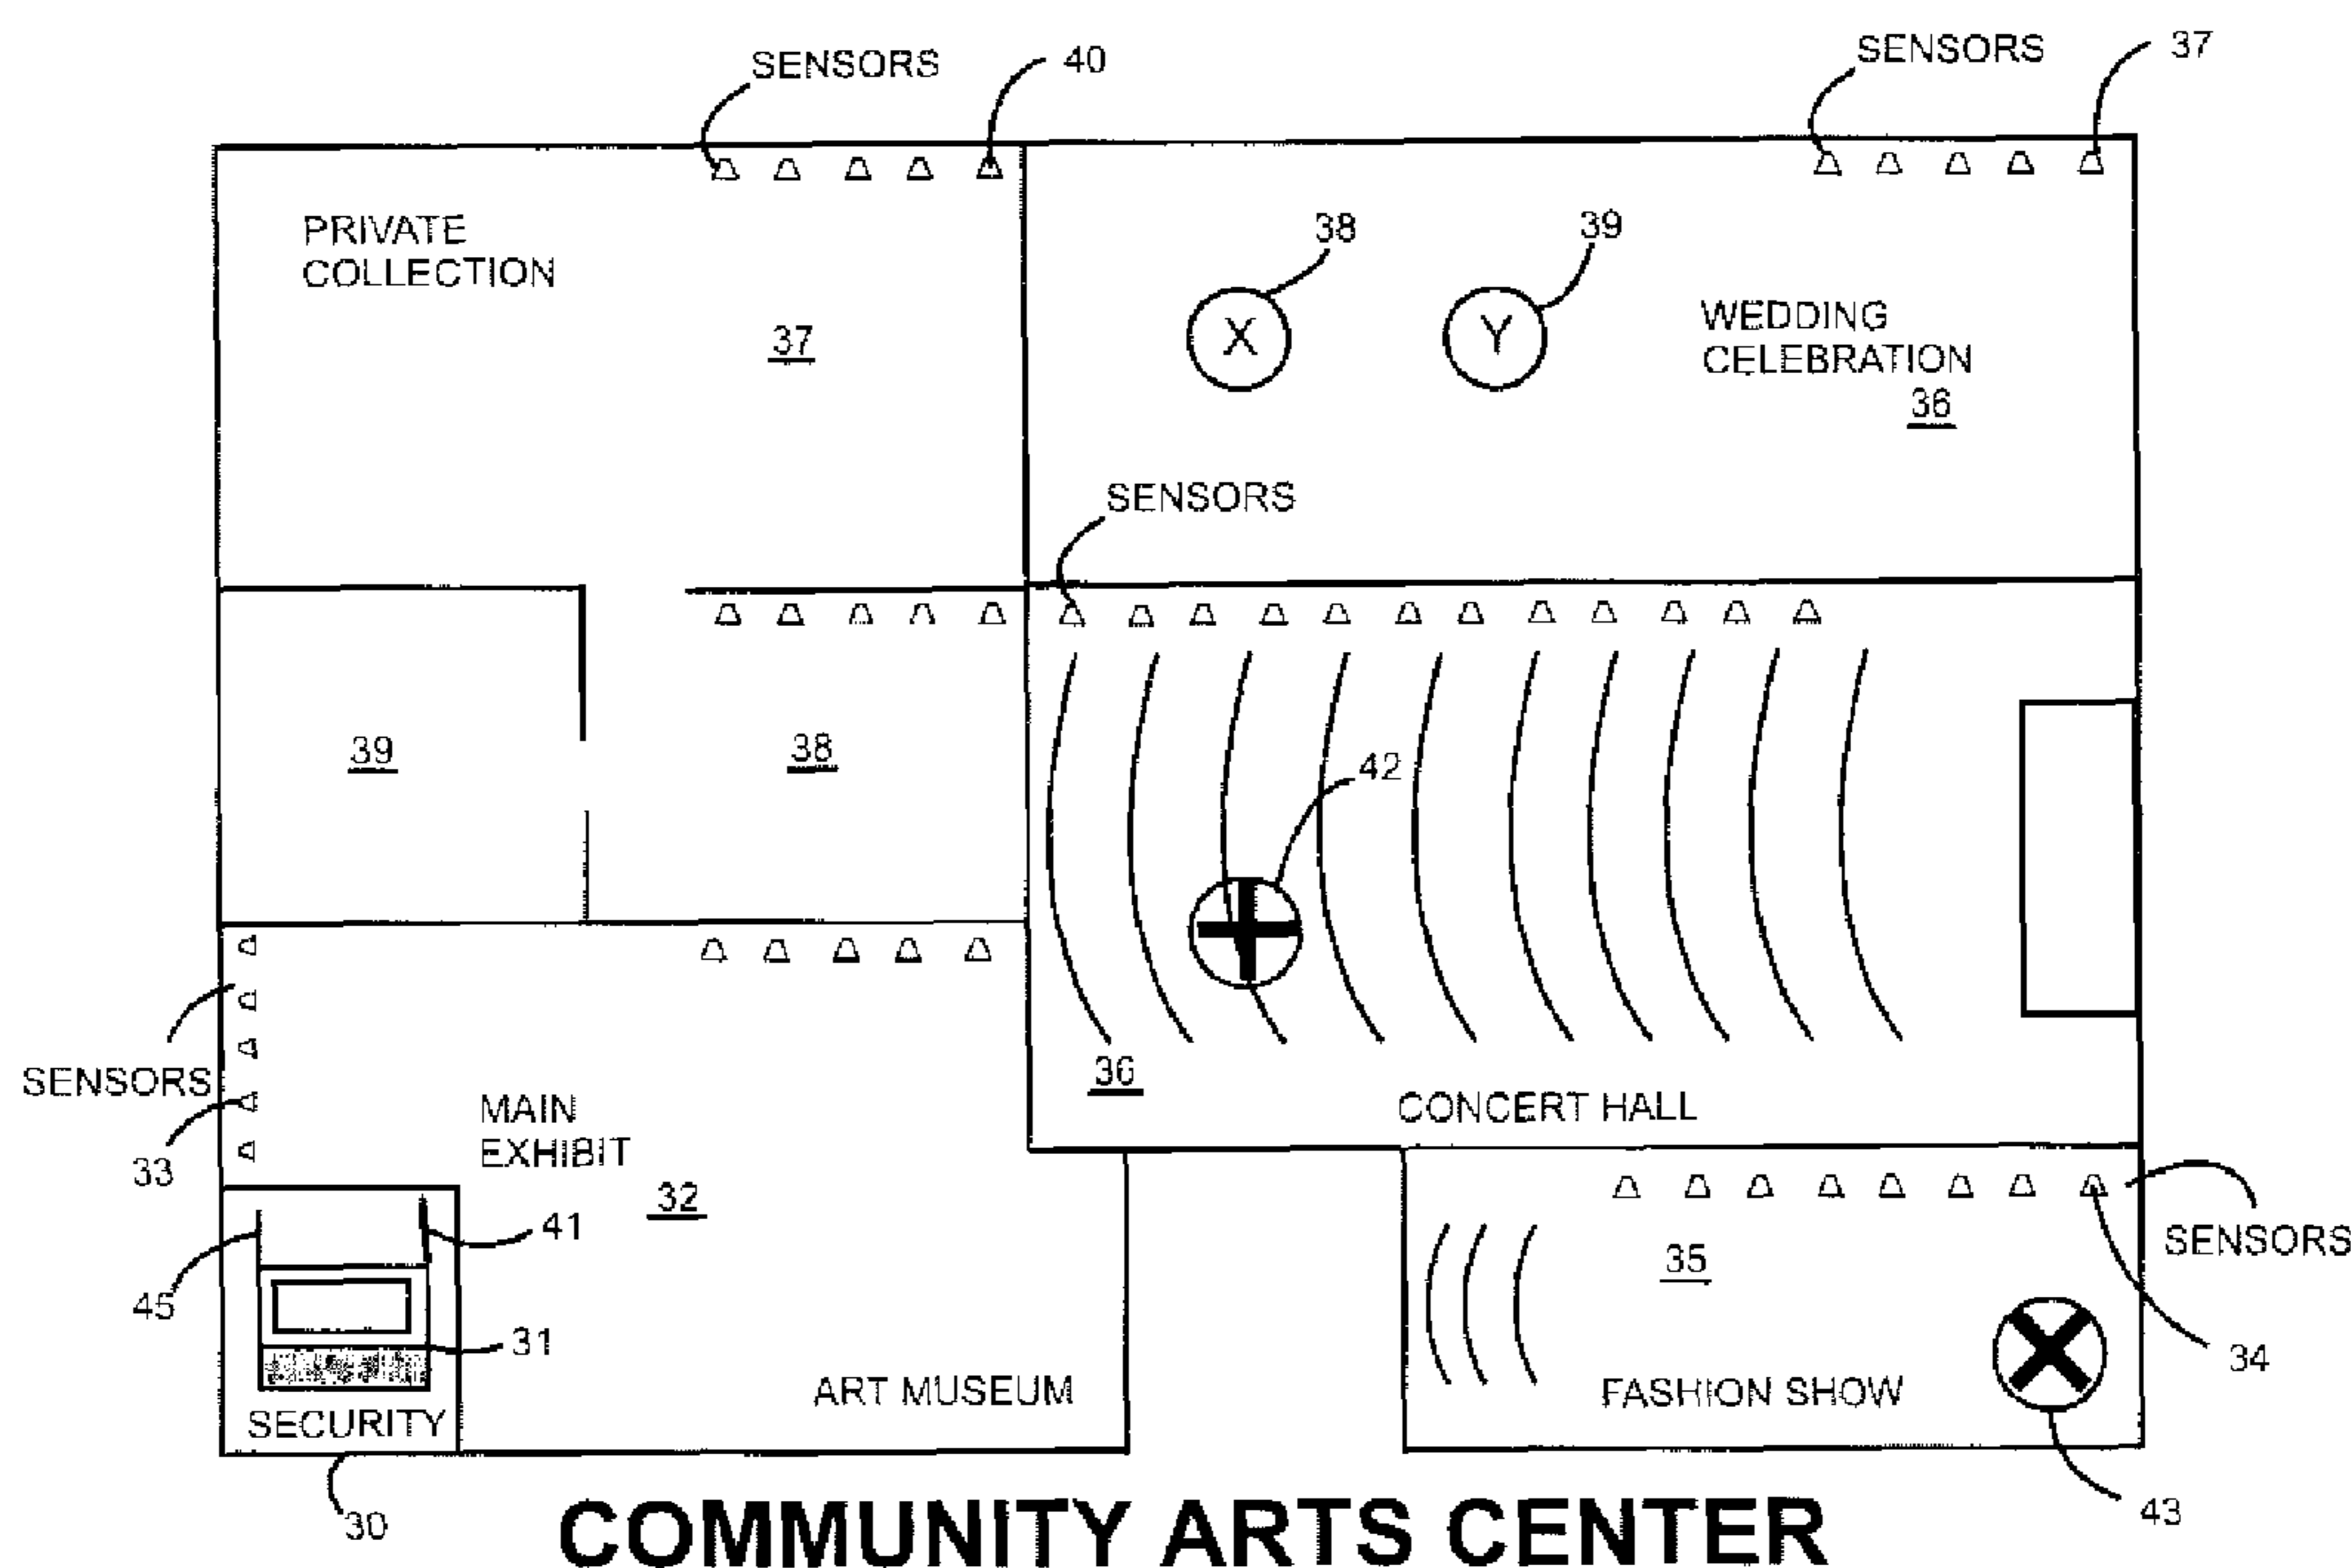 SENSORS
40
SENSORS
37
PRIVATE
COLLECTION
37
38
39
X
Y
WEDDING
CELEBRATION
36
SENSORS
39
38
42
SENSORS
33
MAIN
EXHIBIT
32
36
CONCERT HALL
45
41
31
SECURITY
30
ART MUSEUM
35
SENSORS
34
FASHION SHOW
43
COMMUNITY ARTS CENTER